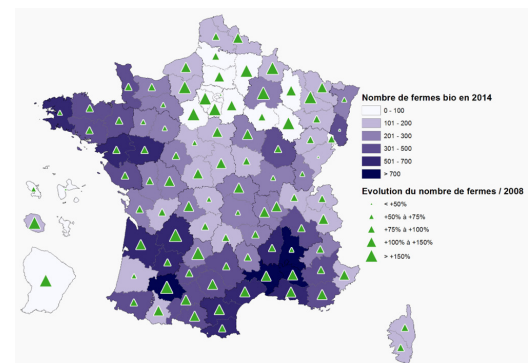 Nombre de fermes bio en 2014
0 - 100
101 - 200
201 - 300
301 - 500
501 - 700
> 700
Evolution du nombre de fermes / 2008
< +50%
+50% à +75%
+75% à +100%
+100% à +150%
> +150%